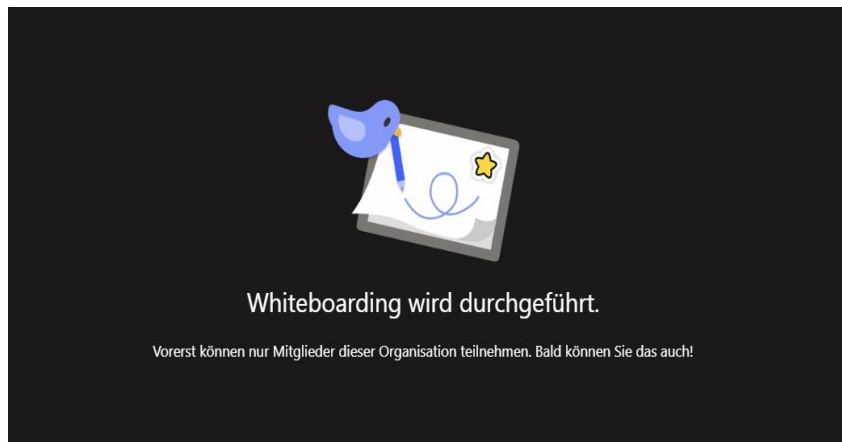 Whiteboarding wird durchgeführt.
Vorerst können nur Mitglieder dieser Organisation teilnehmen. Bald können Sie das auch!